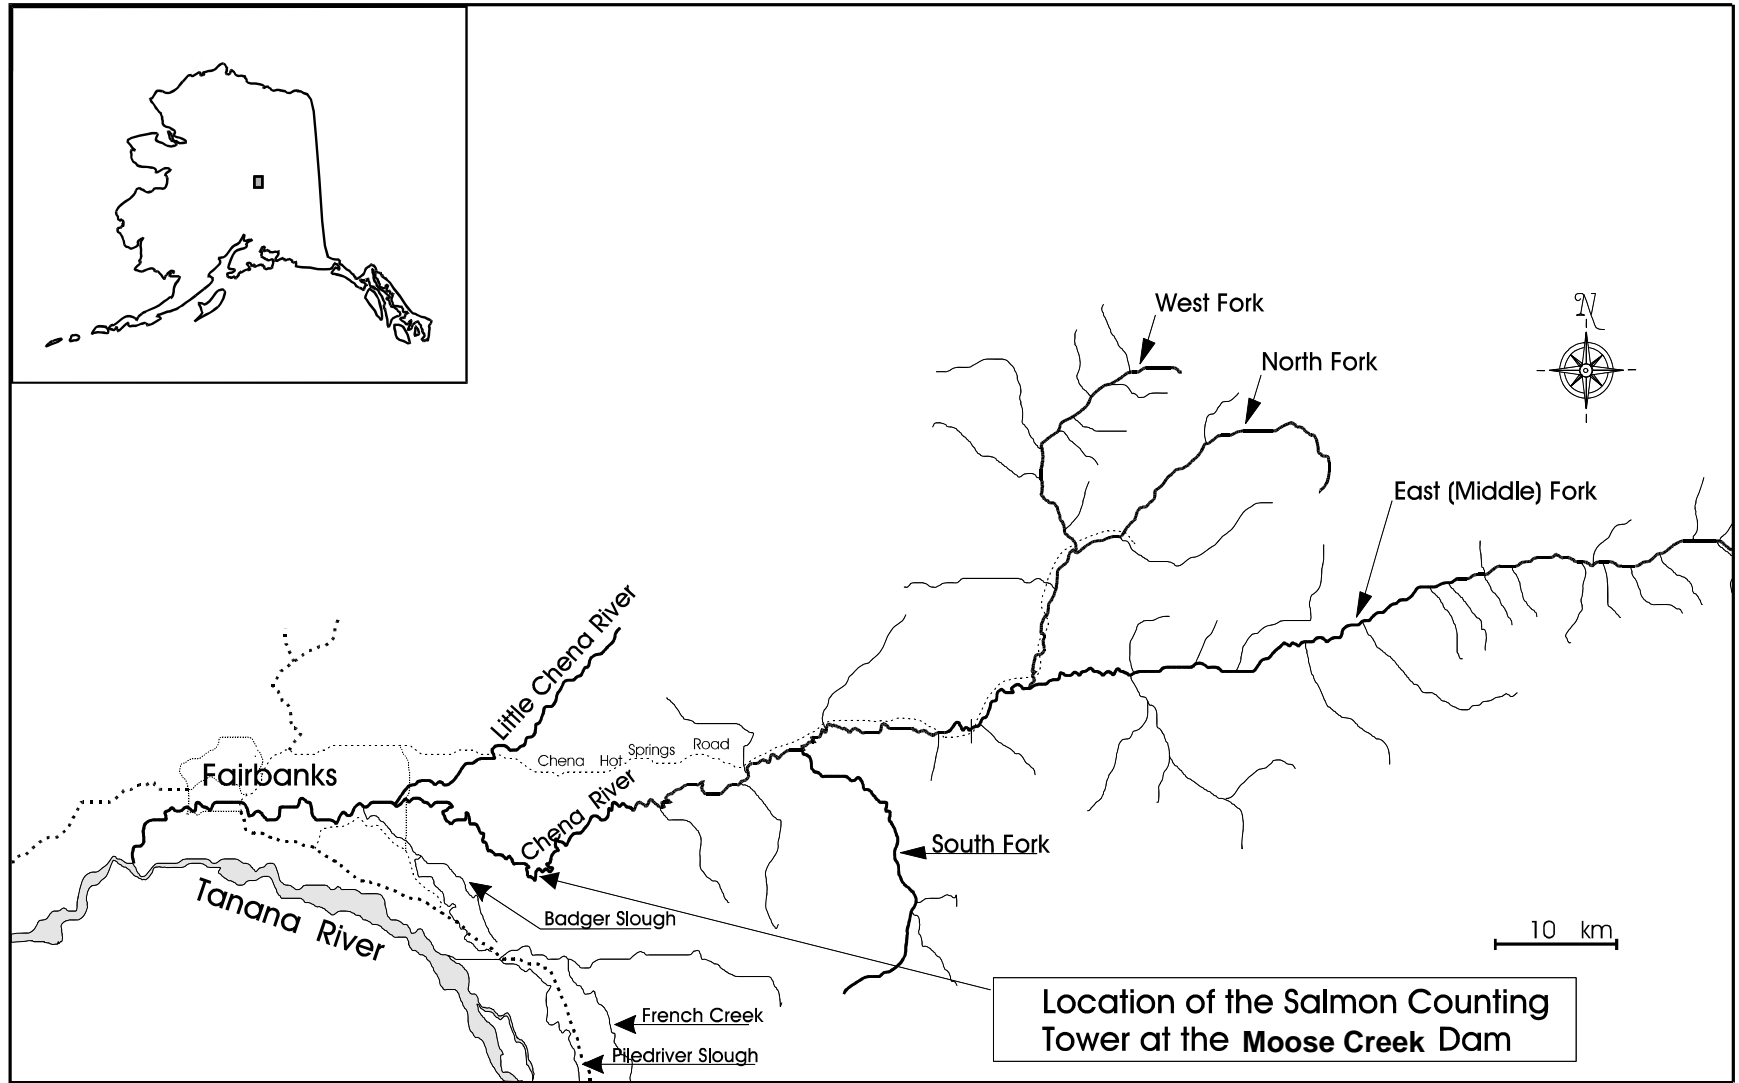 West Fork
N
North Fork
East (Middle) Fork
Little Chena River
Chena Hot Springs Road
Fairbanks
Chena River
South Fork
Tanana River
Badger Slough
10 km
Location of the Salmon Counting
Tower at the Moose Creek Dam
French Creek
Piledriver Slough